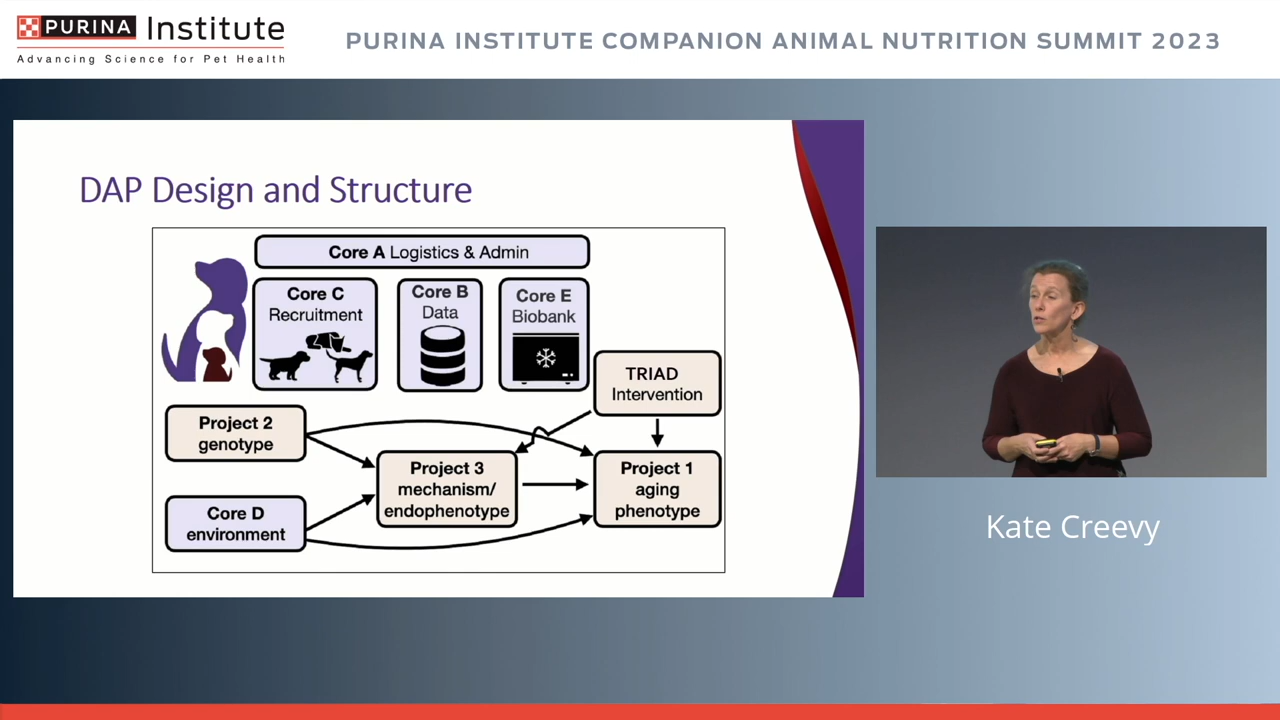 PURINA Institute
Advancing Science for Pet Health
PURINA INSTITUTE COMPANION ANIMAL NUTRITION SUMMIT 2023
DAP Design and Structure
Core A Logistics & Admin
Core C
Recruitment
Core B
Data
Core E
Biobank
TRIAD
Intervention
Project 2
genotype
Project 3
mechanism/
endophenotype
Project 1
aging
phenotype
Core D
environment
Kate Creevy